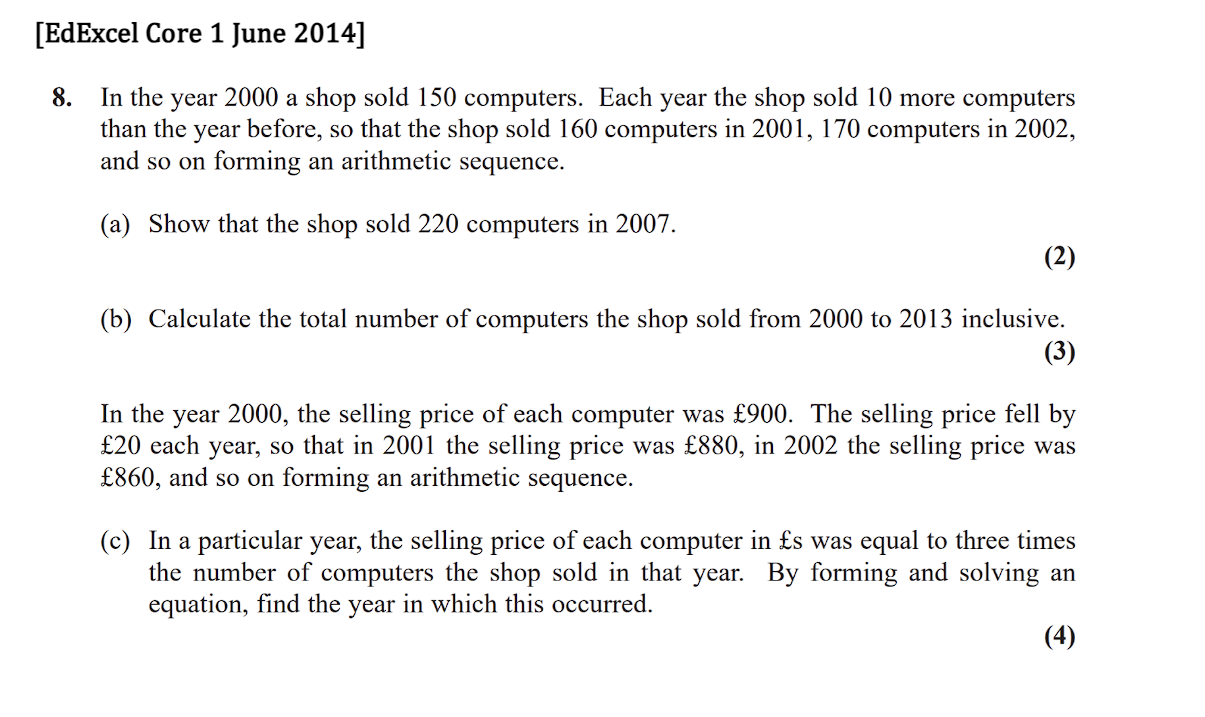 [EdExcel Core 1 June 2014]
8. In the year 2000 a shop sold 150 computers. Each year the shop sold 10 more computers
than the year before, so that the shop sold 160 computers in 2001, 170 computers in 2002,
and so on forming an arithmetic sequence.
(a) Show that the shop sold 220 computers in 2007.
(2)
(b) Calculate the total number of computers the shop sold from 2000 to 2013 inclusive.
(3)
In the year 2000, the selling price of each computer was £900. The selling price fell by
£20 each year, so that in 2001 the selling price was £880, in 2002 the selling price was
£860, and so on forming an arithmetic sequence.
(c) In a particular year, the selling price of each computer in £s was equal to three times
the number of computers the shop sold in that year. By forming and solving an
equation, find the year in which this occurred.
(4)